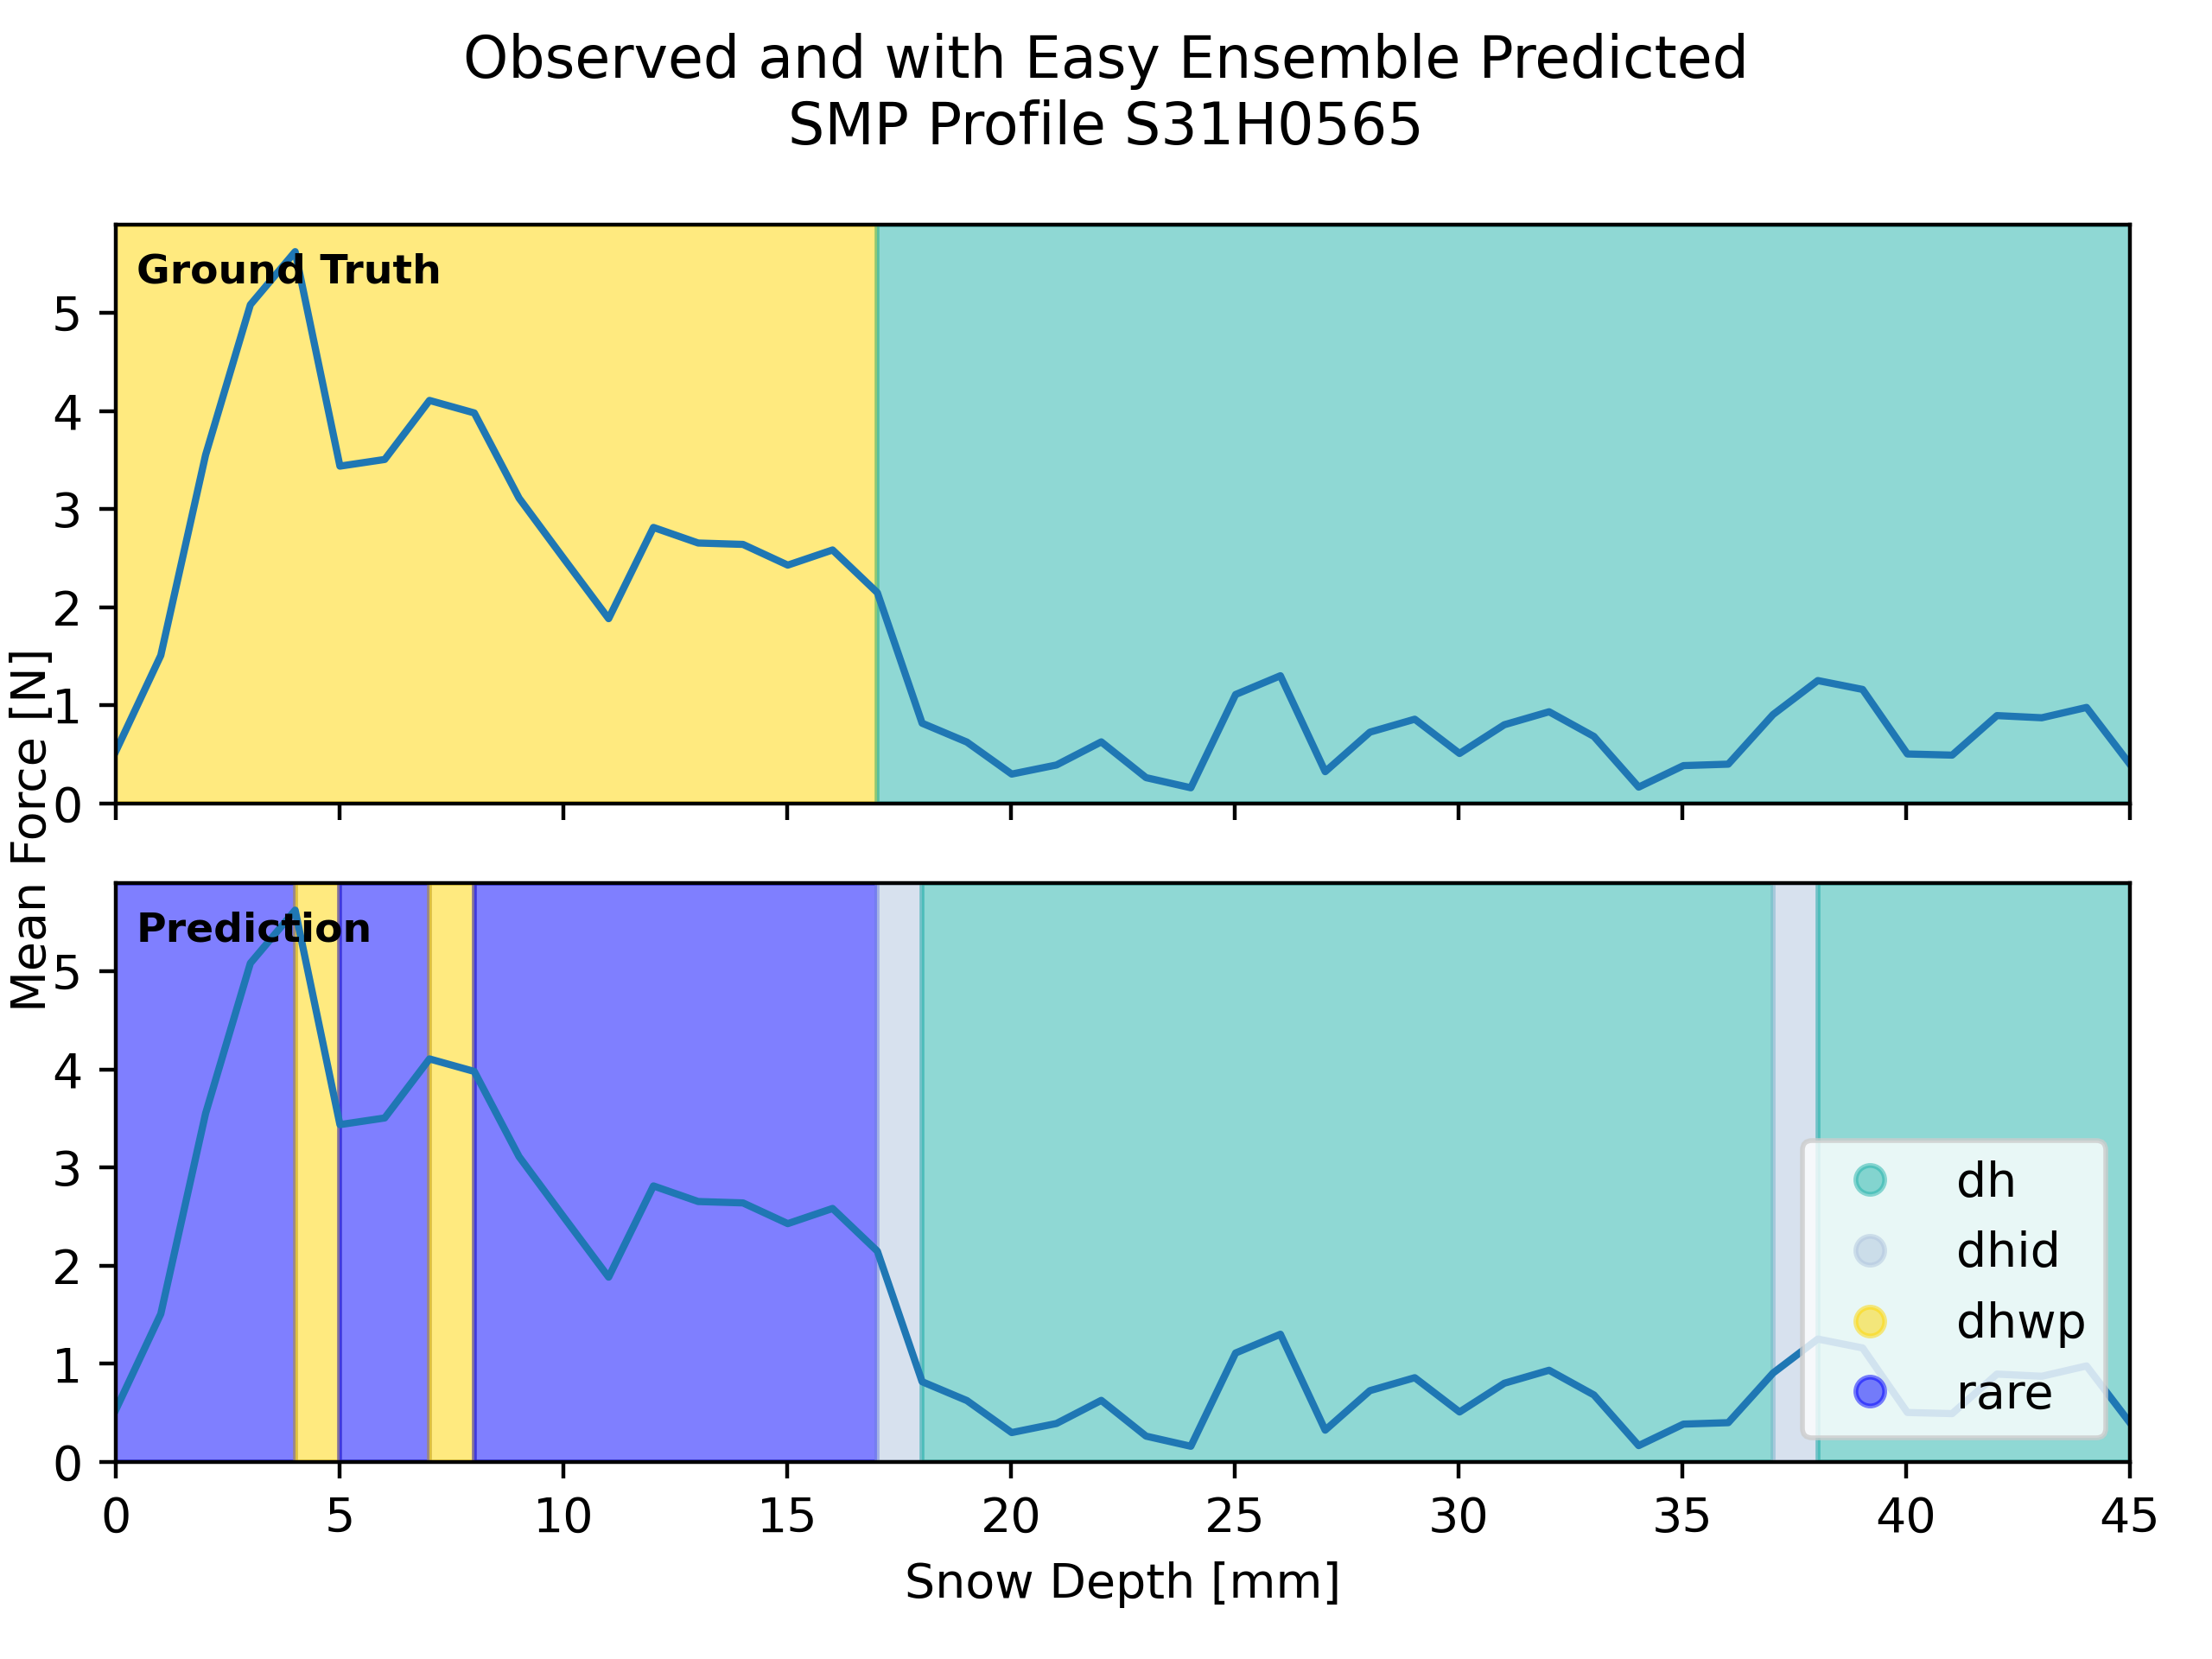 Observed and with Easy Ensemble Predicted
SMP Profile S31H0565
Ground Truth
5
4
3
2
1
0
Mean Force [N]
Prediction
5
4
3
2
1
0
dh
dhid
dhwp
rare
0 5 10 15 20 25 30 35 40 45
Snow Depth [mm]